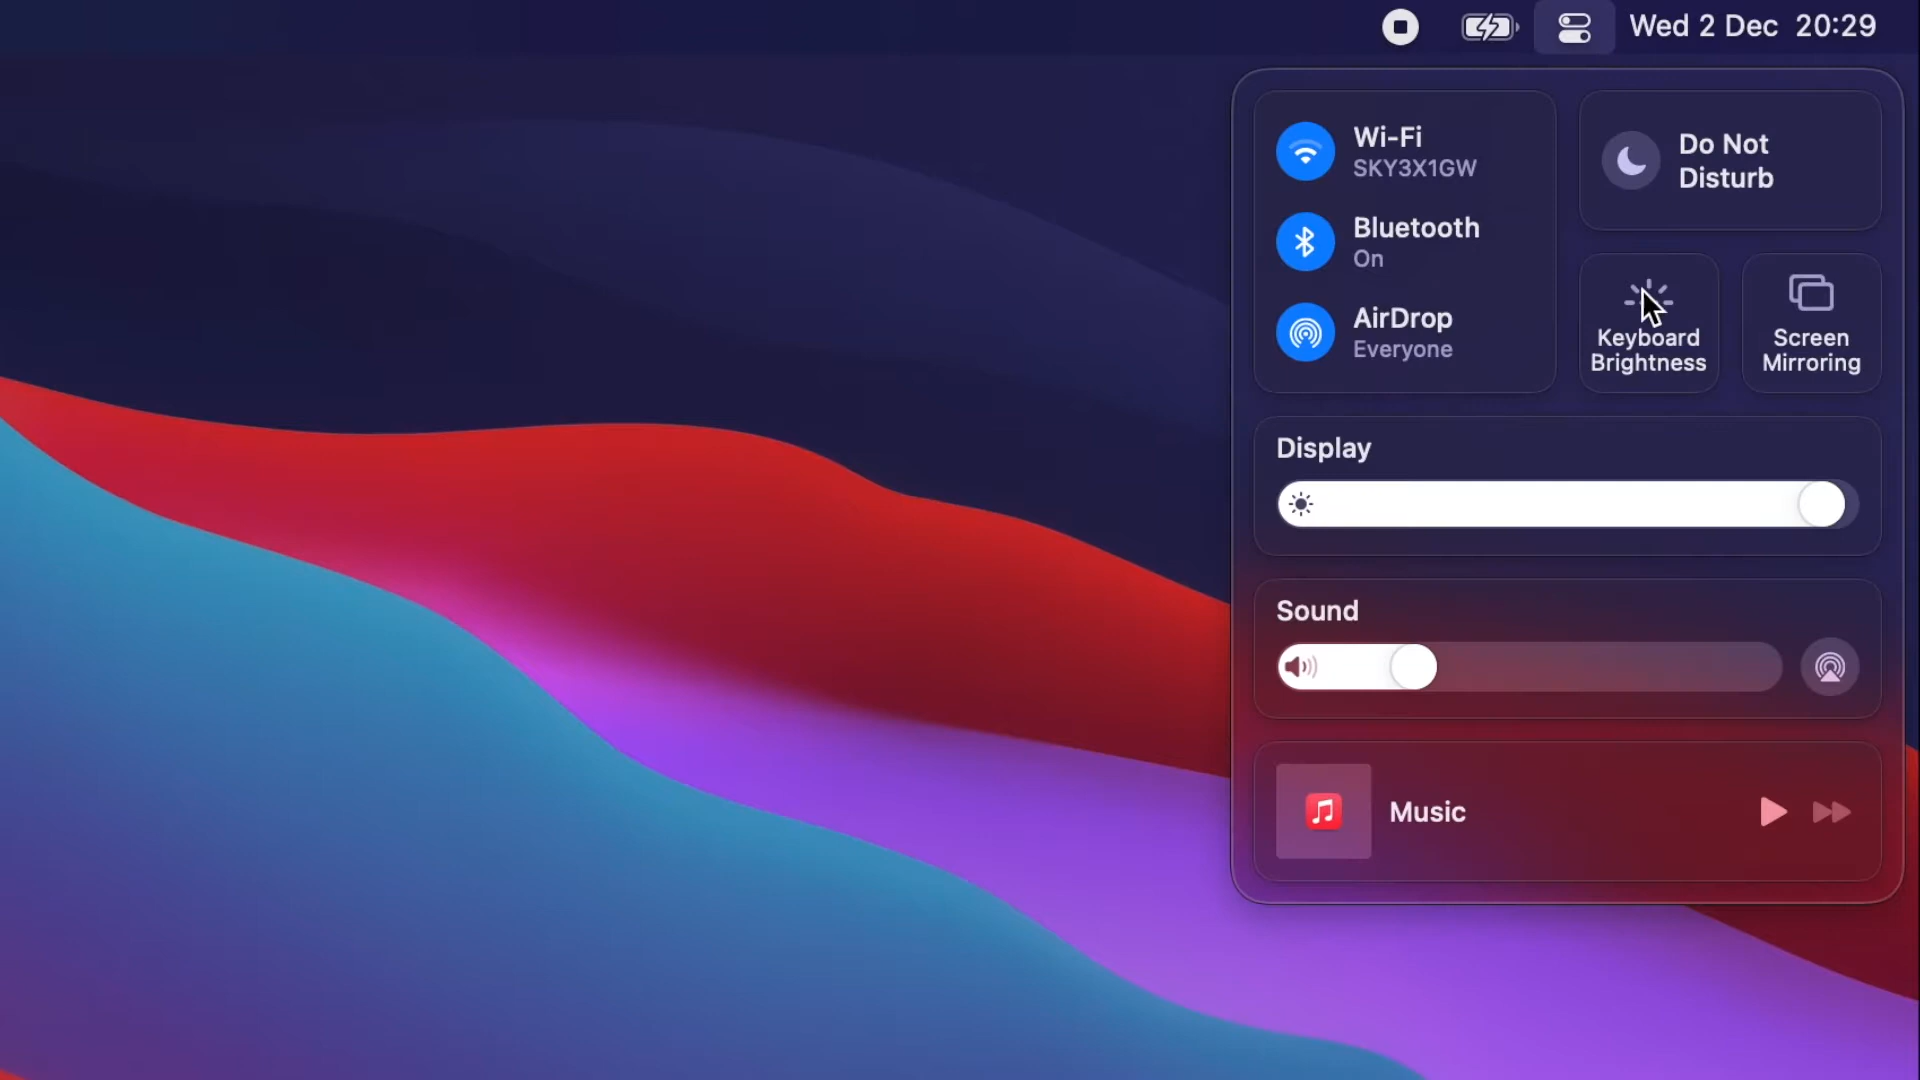 Wed 2 Dec 20:29
Wi-Fi
SKY3X1GW
Bluetooth
On
AirDrop
Everyone
Do Not
Disturb
Keyboard
Brightness
Screen
Mirroring
Display
Sound
Music